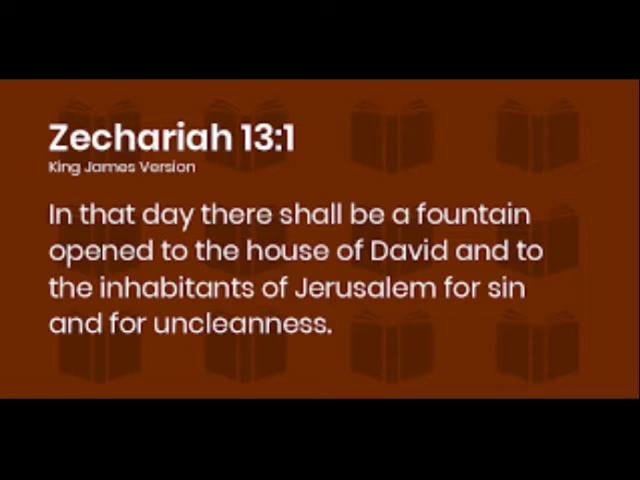 Zechariah 13:1
King James Version
In that day there shall be a fountain
opened to the house of David and to
the inhabitants of Jerusalem for sin
and for uncleanness.